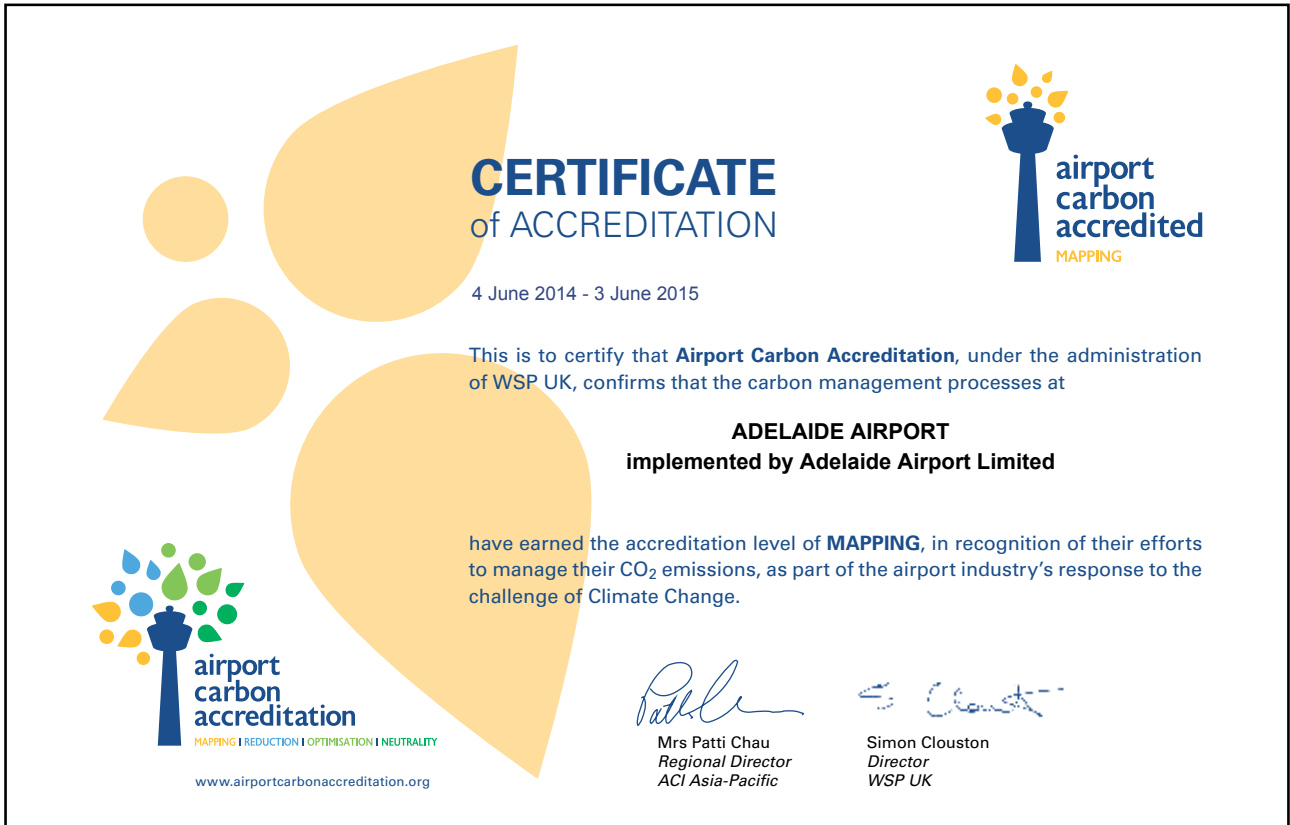 CERTIFICATE
of ACCREDITATION
airport
carbon
accredited
MAPPING
4 June 2014 - 3 June 2015
This is to certify that Airport Carbon Accreditation, under the administration
of WSP UK, confirms that the carbon management processes at
ADELAIDE AIRPORT
implemented by Adelaide Airport Limited
have earned the accreditation level of MAPPING, in recognition of their efforts
to manage their CO₂ emissions, as part of the airport industry's response to the
challenge of Climate Change.
airport
carbon
accreditation
MAPPING I REDUCTION I OPTIMISATION I NEUTRALITY
www.airportcarbonaccreditation.org
Mrs Patti Chau
Regional Director
ACI Asia-Pacific
Simon Clouston
Director
WSP UK